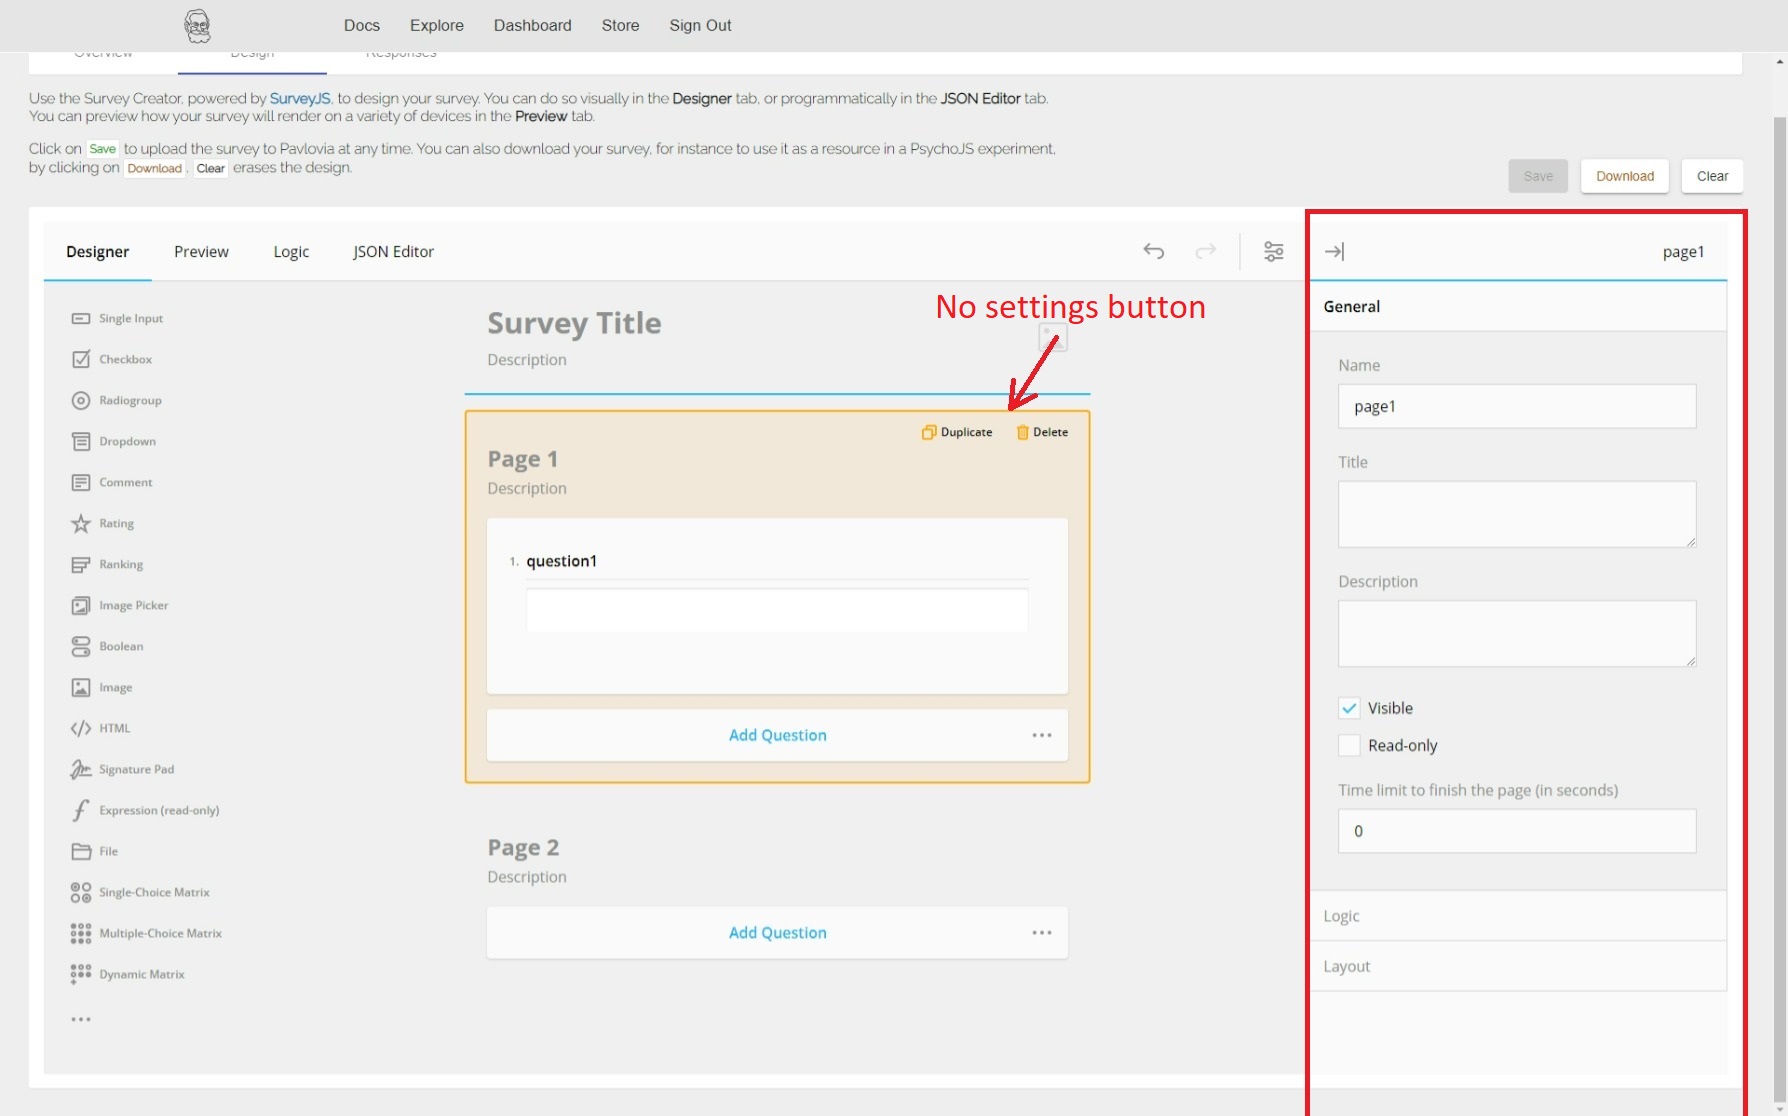 Docs Explore Dashboard Store Sign Out
Overview Design Responses
Use the Survey Creator, powered by SurveyJS, to design your survey. You can do so visually in the Designer tab, or programmatically in the JSON Editor tab.
You can preview how your survey will render on a variety of devices in the Preview tab.
Click on Save to upload the survey to Pavlovia at any time. You can also download your survey, for instance to use it as a resource in a PsychoJS experiment,
by clicking on Download. Clear erases the design.
Save Download Clear
Designer Preview Logic JSON Editor
page1
Single Input
Checkbox
Radiogroup
Dropdown
Comment
Rating
Ranking
Image Picker
Boolean
Image
HTML
Signature Pad
Expression (read-only)
File
Single-Choice Matrix
Multiple-Choice Matrix
Dynamic Matrix
No settings button
Survey Title
Description
Duplicate Delete
Page 1
Description
1. question1
Add Question
Page 2
Description
Add Question
General
Name
page1
Title
Description
Visible
Read-only
Time limit to finish the page (in seconds)
0
Logic
Layout